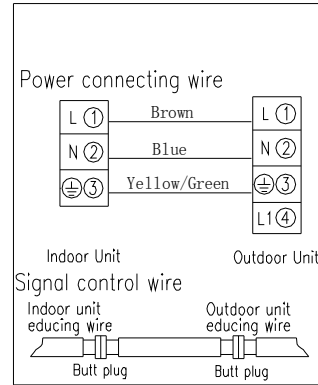 Power connecting wire
L ① Brown L ①
N ② Blue N ②
③ Yellow/Green ③
L1④
Indoor Unit Outdoor Unit
Signal control wire
Indoor unit Outdoor unit
educing wire educing wire
Butt plug Butt plug